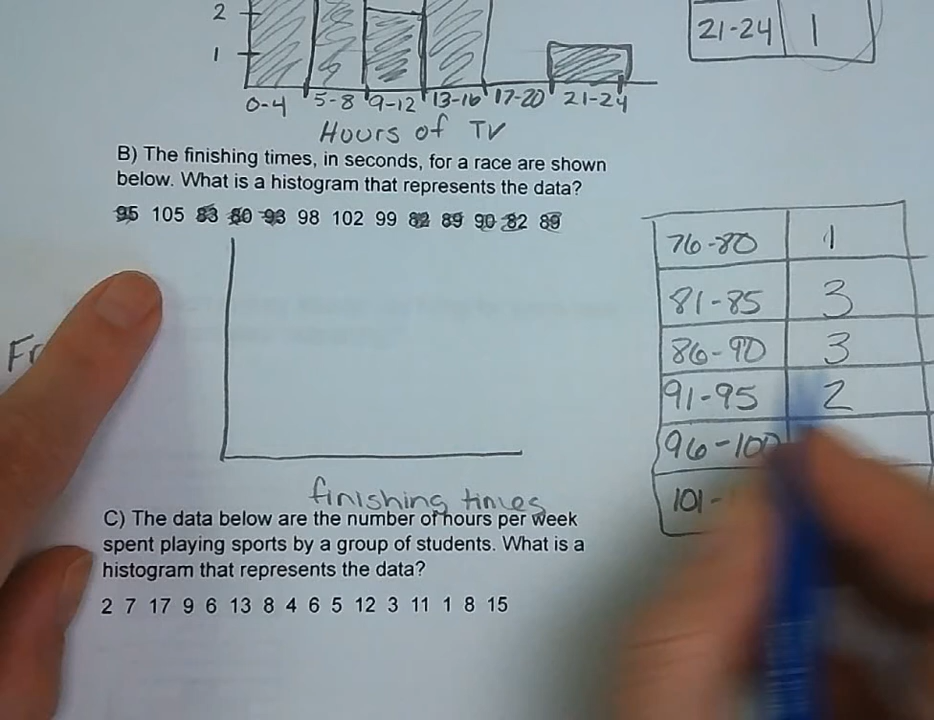 2
1
0-4 5-8 9-12 13-16 17-20 21-24
Hours of TV
21-24 1
B) The finishing times, in seconds, for a race are shown
below. What is a histogram that represents the data?
95 105 83 80 93 98 102 99 82 89 90 82 89
76-80 1
81-85 3
86-90 3
91-95 2
96-100
101-
Fr
finishing times
C) The data below are the number of hours per week
spent playing sports by a group of students. What is a
histogram that represents the data?
2 7 17 9 6 13 8 4 6 5 12 3 11 1 8 15